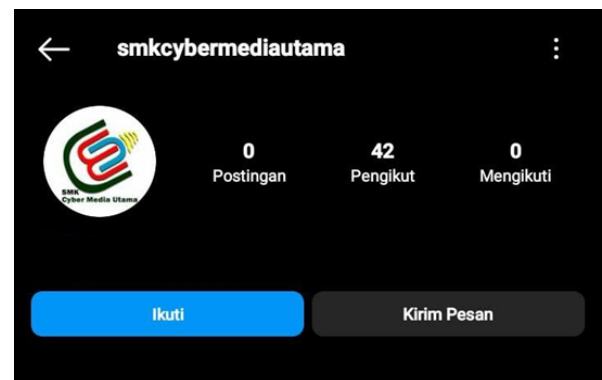 smkcybermediautama
0 42 0
Postingan Pengikut Mengikuti
SMK
Cyber Media Utama
Ikuti Kirim Pesan